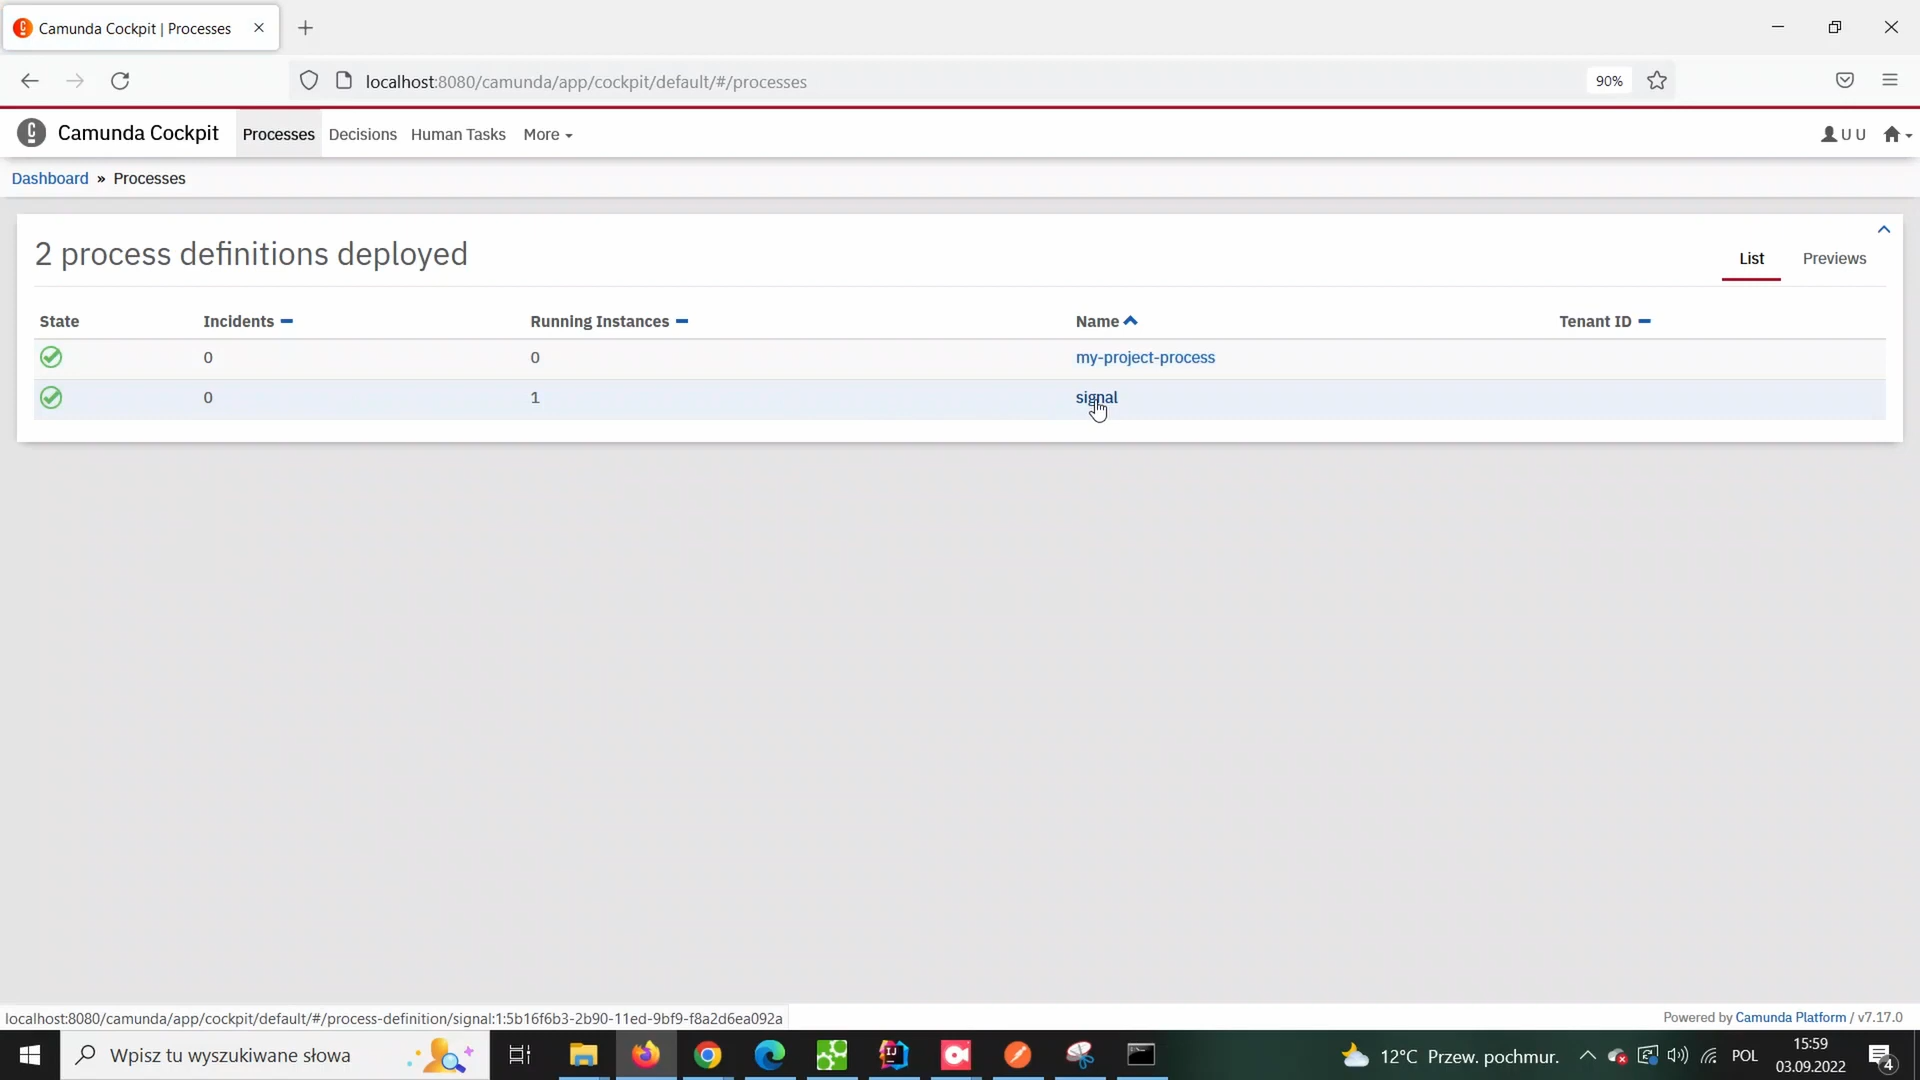 Camunda Cockpit | Processes
localhost:8080/camunda/app/cockpit/default/#/processes
90%
Camunda Cockpit Processes Decisions Human Tasks More
U U
Dashboard » Processes
2 process definitions deployed
List Previews
State Incidents Running Instances Name Tenant ID
0 0 my-project-process
0 1 signal
localhost:8080/camunda/app/cockpit/default/#/process-definition/signal:1:5b16f6b3-2b90-11ed-9bf9-f8a2d6ea092a
Powered by Camunda Platform / v7.17.0
Wpisz tu wyszukiwane słowa
12°C Przew. pochmur.
POL
15:59
03.09.2022
4